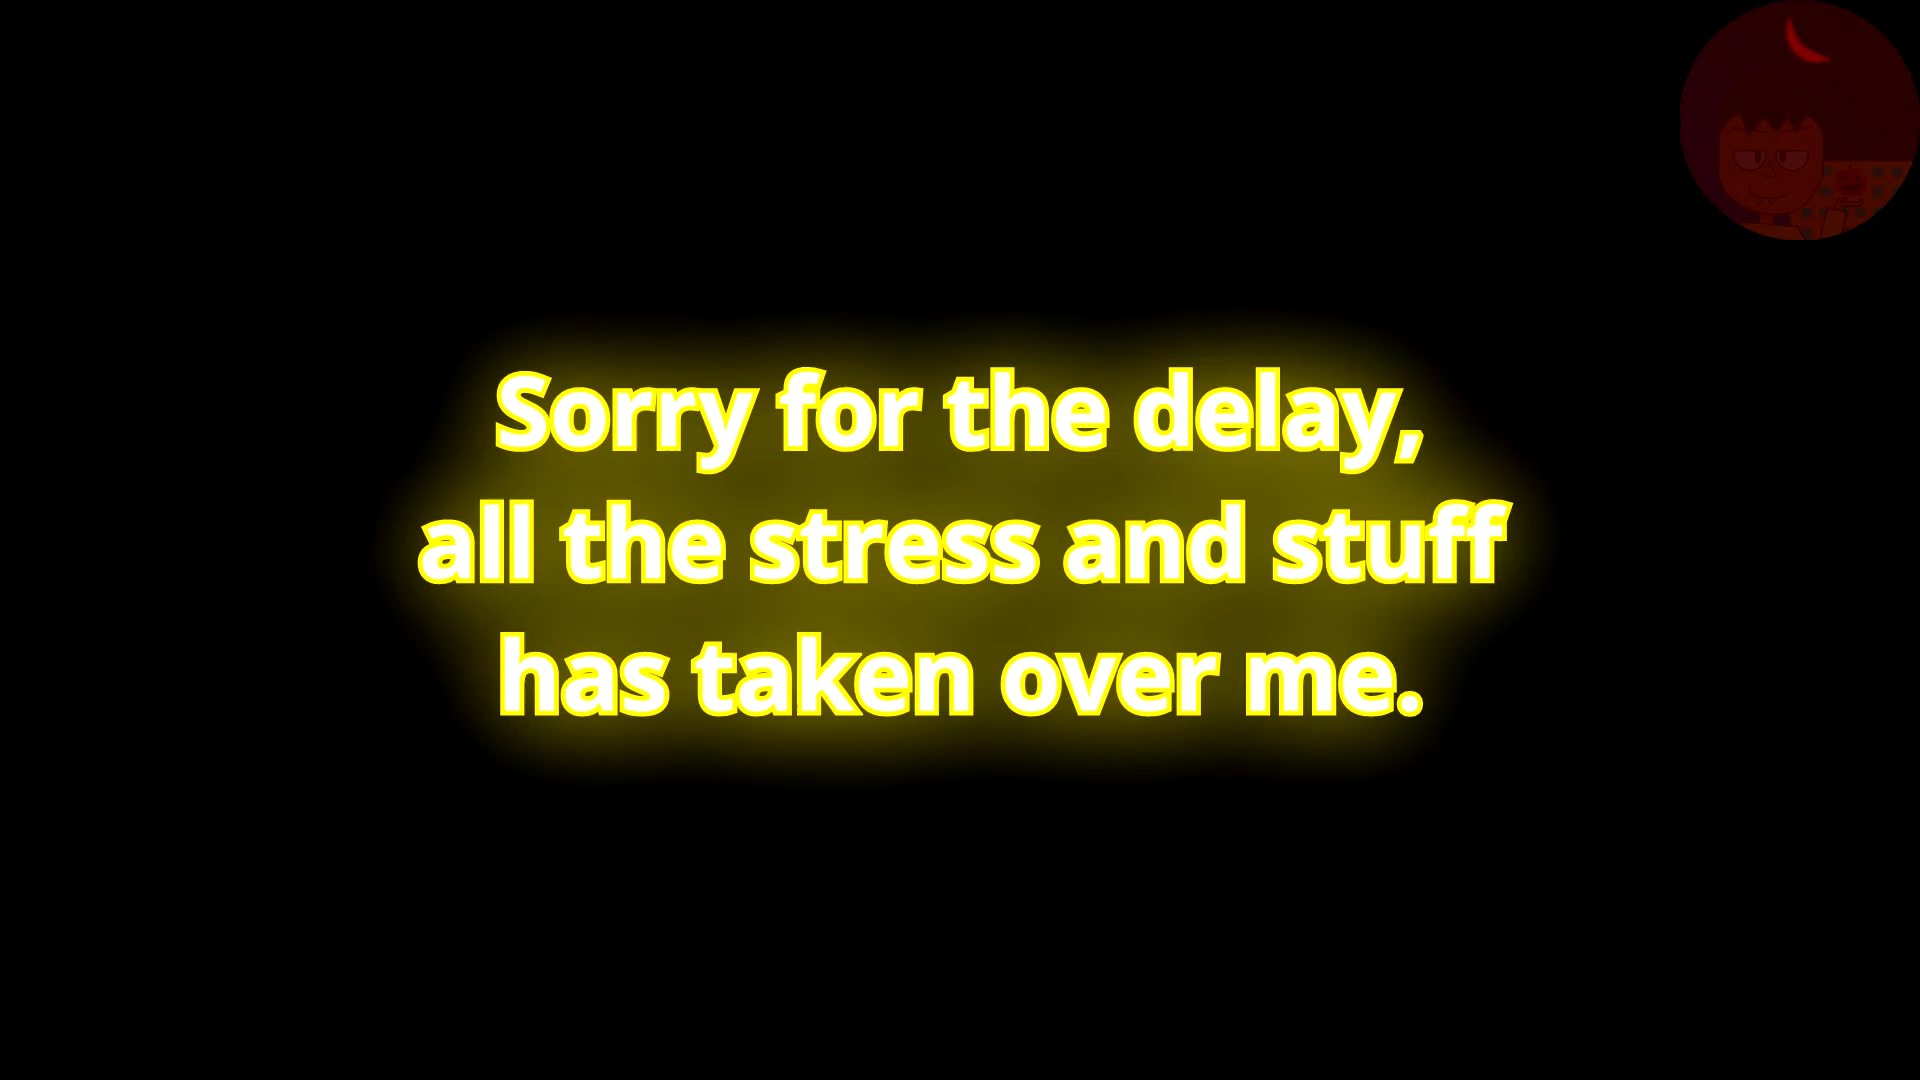 Sorry for the delay,
all the stress and stuff
has taken over me.